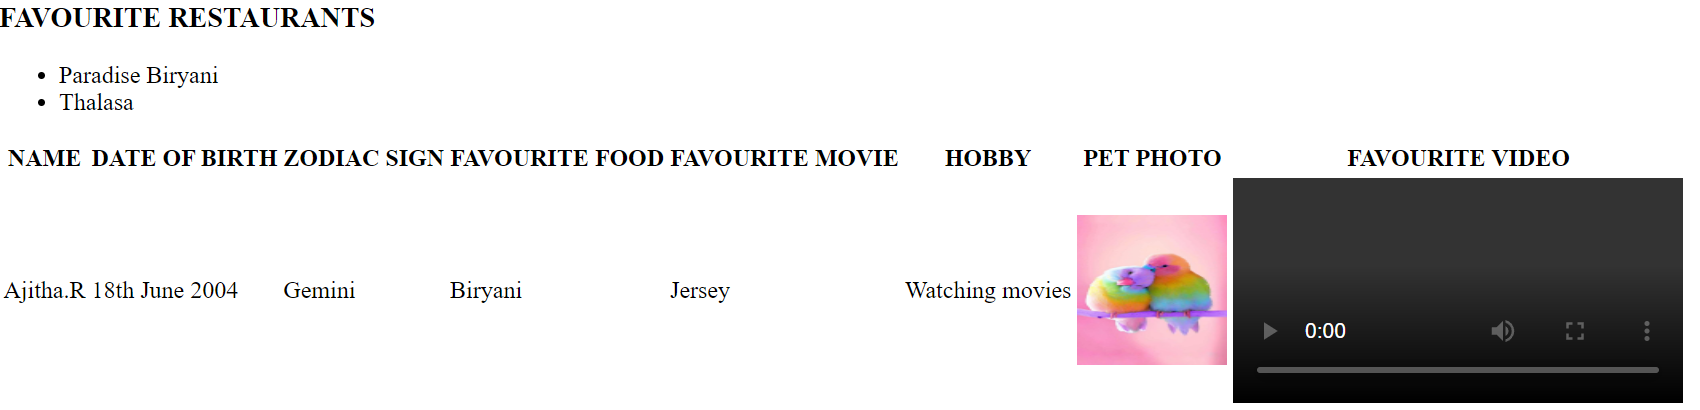 FAVOURITE RESTAURANTS
Paradise Biryani
Thalasa
NAME DATE OF BIRTH ZODIAC SIGN FAVOURITE FOOD FAVOURITE MOVIE HOBBY PET PHOTO FAVOURITE VIDEO
Ajitha.R 18th June 2004 Gemini Biryani Jersey Watching movies
0:00